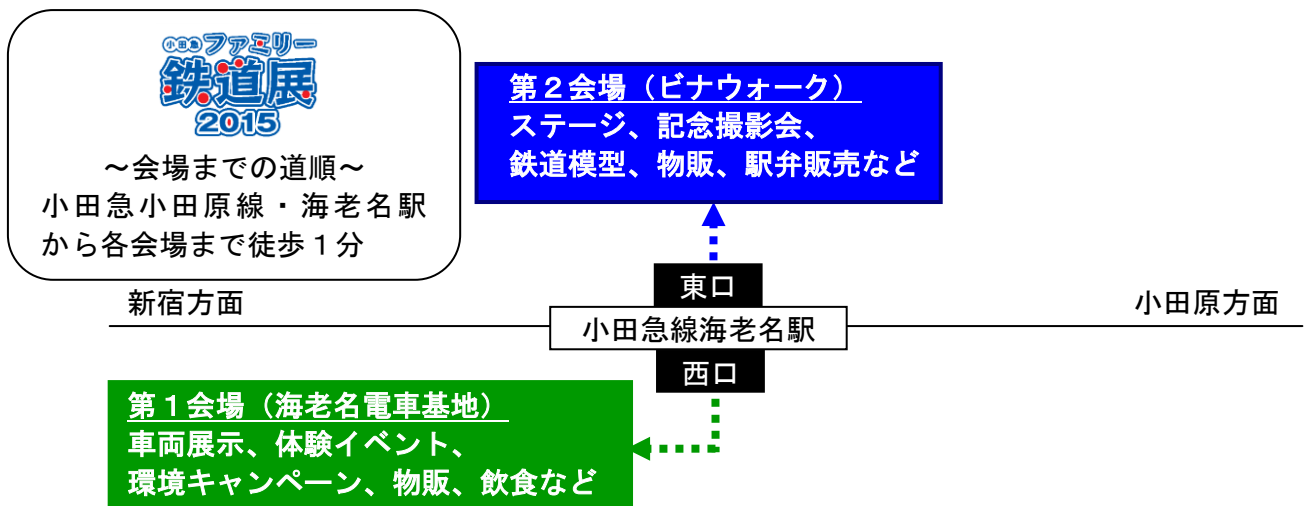 小田急ファミリー
鉄道展
2015
～会場までの道順～
小田急小田原線・海老名駅
から各会場まで徒歩１分
第２会場（ビナウォーク）
ステージ、記念撮影会、
鉄道模型、物販、駅弁販売など
東口
新宿方面
小田原方面
小田急線海老名駅
西口
第１会場（海老名電車基地）
車両展示、体験イベント、
環境キャンペーン、物販、飲食など